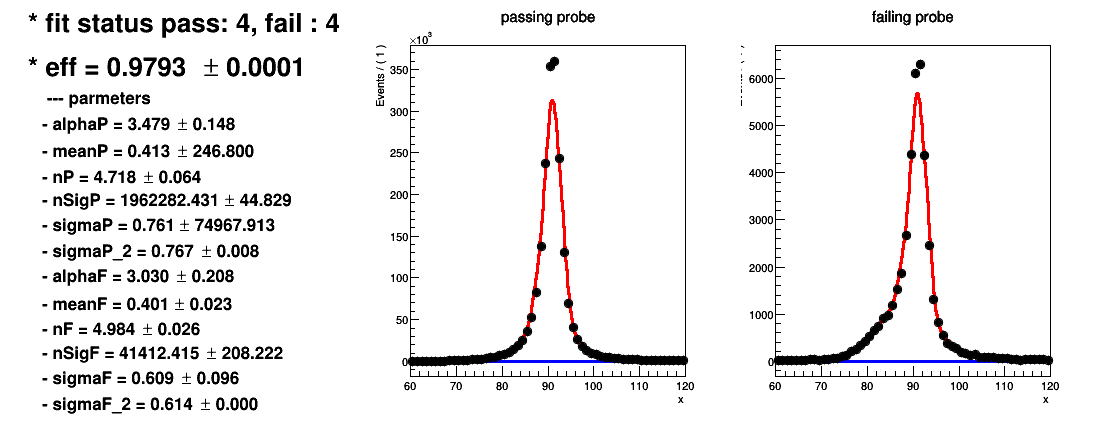 * fit status pass: 4, fail : 4
* eff = 0.9793 ± 0.0001
--- parmeters
- alphaP = 3.479 ± 0.148
- meanP = 0.413 ± 246.800
- nP = 4.718 ± 0.064
- nSigP = 1962282.431 ± 44.829
- sigmaP = 0.761 ± 74967.913
- sigmaP_2 = 0.767 ± 0.008
- alphaF = 3.030 ± 0.208
- meanF = 0.401 ± 0.023
- nF = 4.984 ± 0.026
- nSigF = 41412.415 ± 208.222
- sigmaF = 0.609 ± 0.096
- sigmaF_2 = 0.614 ± 0.000
passing probe
×10³
Events / ( 1 )
350
300
250
200
150
100
50
0
60 70 80 90 100 110 120
x
failing probe
6000
5000
4000
3000
2000
1000
0
60 70 80 90 100 110 120
x